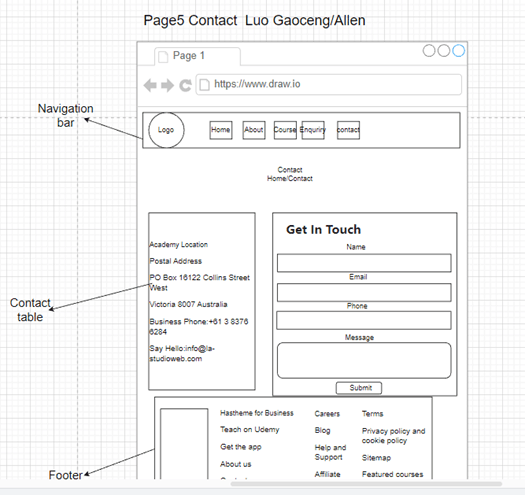 Page5 Contact  Luo Gaoceng/Allen
Page 1
https://www.draw.io
Navigation
bar
Logo
Home
About
Course
Enquriry
contact
Contact
Home/Contact
Academy Location
Postal Address
PO Box 16122 Collins Street
West
Victoria 8007 Australia
Business Phone:+61 3 8376
6284
Say Hello:info@la-
studioweb.com
Contact
table
Get In Touch
Name
Email
Phone
Message
Submit
Footer
Hastheme for Business
Teach on Udemy
Get the app
About us
Careers
Blog
Help and
Support
Affiliate
Terms
Privacy policy and
cookie policy
Sitemap
Featured courses